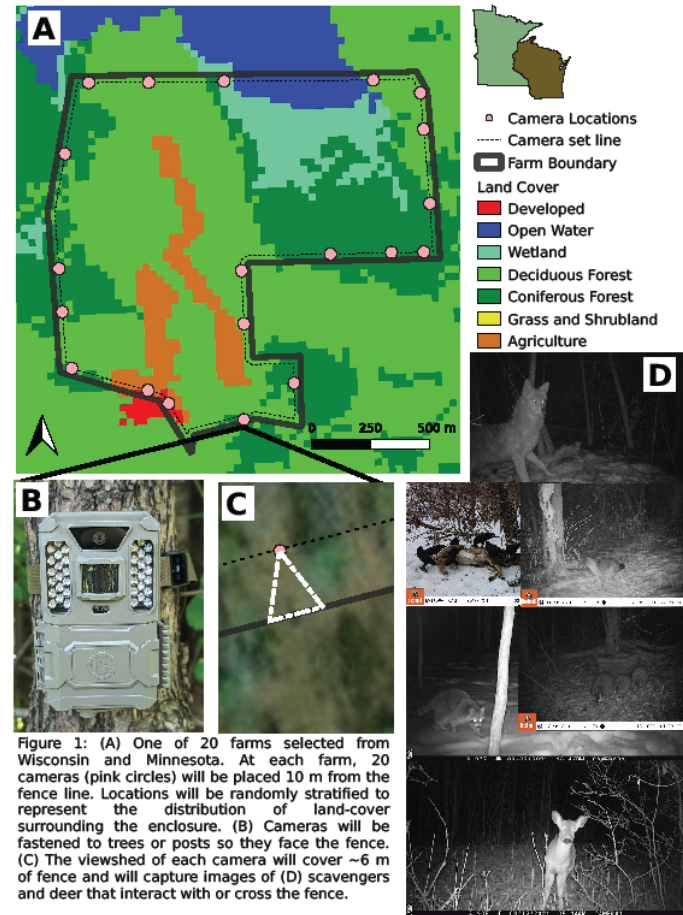 A
Camera Locations
Camera set line
Farm Boundary
Land Cover
Developed
Open Water
Wetland
Deciduous Forest
Coniferous Forest
Grass and Shrubland
Agriculture
0 250 500 m
B
C
D
Figure 1: (A) One of 20 farms selected from
Wisconsin and Minnesota. At each farm, 20
cameras (pink circles) will be placed 10 m from the
fence line. Locations will be randomly stratified to
represent the distribution of land-cover
surrounding the enclosure. (B) Cameras will be
fastened to trees or posts so they face the fence.
(C) The viewshed of each camera will cover ~6 m
of fence and will capture images of (D) scavengers
and deer that interact with or cross the fence.